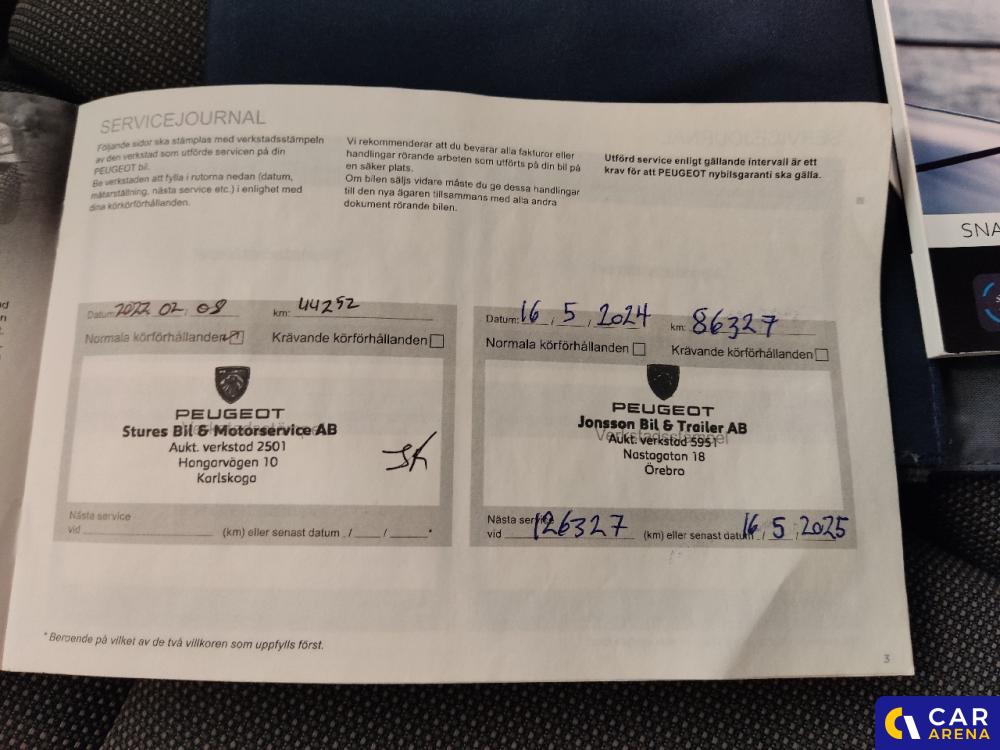 SERVICEJOURNAL
Följande sidor ska stämplas med verkstadsstämpeln
av den verkstad som utförde servicen på din
PEUGEOT bil.
Be verkstaden att fylla i rutorna nedan (datum,
mätarställning, nästa service etc.) i enlighet med
dina körkörförhållanden.
Vi rekommenderar att du bevarar alla fakturor eller
handlingar rörande arbeten som utförts på din bil på
en säker plats.
Om bilen säljs vidare måste du ge dessa handlingar
till den nya ägaren tillsammans med alla andra
dokument rörande bilen.
Utförd service enligt gällande intervall är ett
krav för att PEUGEOT nybilsgaranti ska gälla.
Datum: 2022 02 08 km: 44252
Normala körförhållanden Krävande körförhållanden
PEUGEOT
Verkstadsstämpel
Stures Bil & Motorservice AB
Aukt. verkstad 2501
Hangarvägen 10
Karlskoga
Nästa service
vid (km) eller senast datum / / *
Datum: 16 5 2024 km: 86327
Normala körförhållanden Krävande körförhållanden
PEUGEOT
Jonsson Bil & Trailer AB
Verkstadsstämpel
Aukt. verkstad 5951
Nastagatan 18
Örebro
Nästa service
vid 126327 (km) eller senast datum 16 / 5 / 2025
* Beroende på vilket av de två villkoren som uppfylls först.
3
SNA
CAR
ARENA